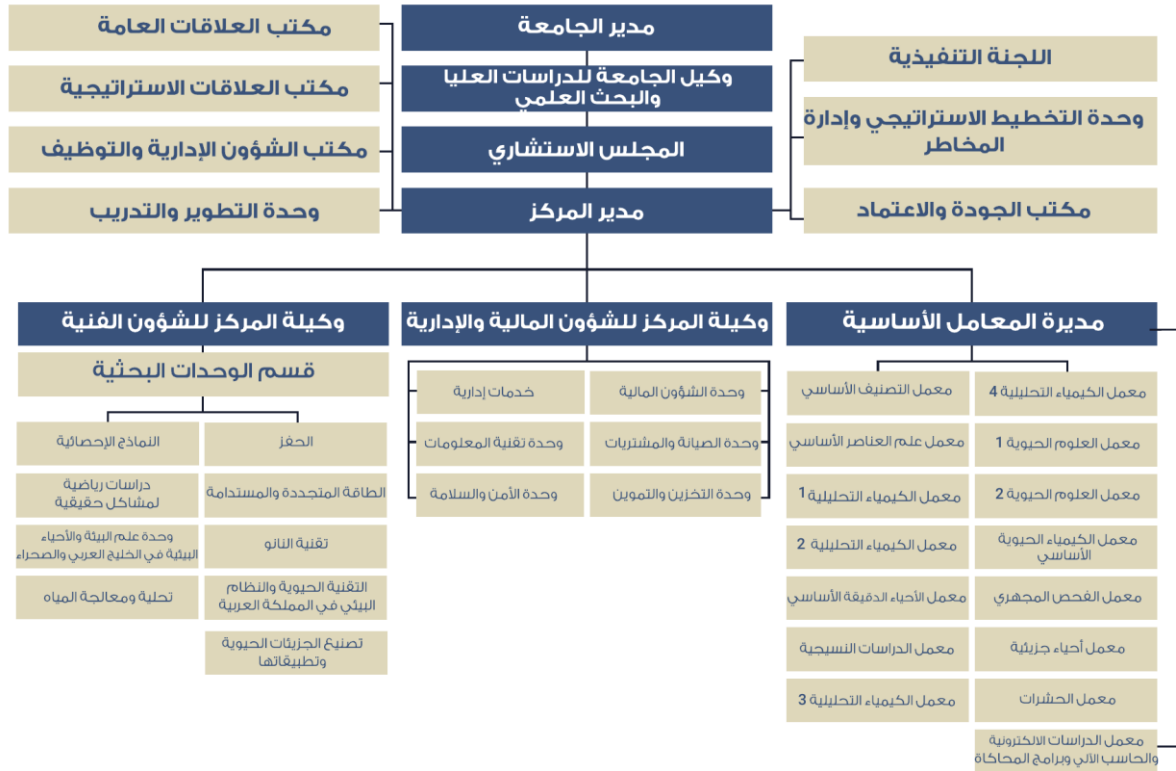 مدير الجامعة
وكيل الجامعة للدراسات العليا
والبحث العلمي
المجلس الاستشاري
مدير المركز
اللجنة التنفيذية
وحدة التخطيط الاستراتيجي وإدارة
المخاطر
مكتب الجودة والاعتماد
مكتب العلاقات العامة
مكتب العلاقات الاستراتيجية
مكتب الشؤون الإدارية والتوظيف
وحدة التطوير والتدريب
مديرة المعامل الأساسية
معمل الكيمياء التحليلية 4
معمل العلوم الحيوية 1
معمل العلوم الحيوية 2
معمل الكيمياء الحيوية
الأساسي
معمل الفحص المجهري
معمل أحياء جزيئية
معمل الحشرات
معمل الدراسات الالكترونية
والحاسب الآلي وبرامج المحاكاة
معمل التصنيف الأساسي
معمل علم العناصر الأساسي
معمل الكيمياء التحليلية 1
معمل الكيمياء التحليلية 2
معمل الأحياء الدقيقة الأساسي
معمل الدراسات النسيجية
معمل الكيمياء التحليلية 3
وكيلة المركز للشؤون المالية والإدارية
وحدة الشؤون المالية
وحدة الصيانة والمشتريات
وحدة التخزين والتموين
خدمات إدارية
وحدة تقنية المعلومات
وحدة الأمن والسلامة
وكيلة المركز للشؤون الفنية
قسم الوحدات البحثية
الحفز
الطاقة المتجددة والمستدامة
تقنية النانو
التقنية الحيوية والنظام
البيئي في المملكة العربية
تصنيع الجزيئات الحيوية
وتطبيقاتها
النماذج الإحصائية
دراسات رياضية
لمشاكل حقيقية
وحدة علم البيئة والأحياء
البيئية في الخليج العربي والصحراء
تحلية ومعالجة المياه